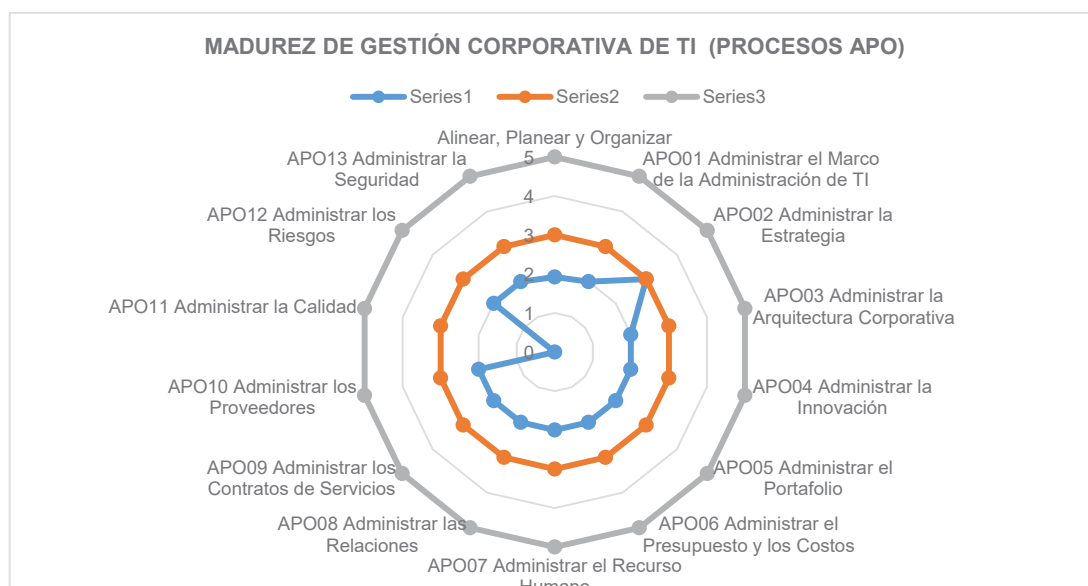 MADUREZ DE GESTIÓN CORPORATIVA DE TI (PROCESOS APO)
Series1 Series2 Series3
Alinear, Planear y Organizar
APO01 Administrar el Marco
de la Administración de TI
APO02 Administrar la
Estrategia
APO03 Administrar la
Arquitectura Corporativa
APO04 Administrar la
Innovación
APO05 Administrar el
Portafolio
APO06 Administrar el
Presupuesto y los Costos
APO07 Administrar el Recurso
Humano
APO08 Administrar las
Relaciones
APO09 Administrar los
Contratos de Servicios
APO10 Administrar los
Proveedores
APO11 Administrar la Calidad
APO12 Administrar los
Riesgos
APO13 Administrar la
Seguridad
5
4
3
2
1
0